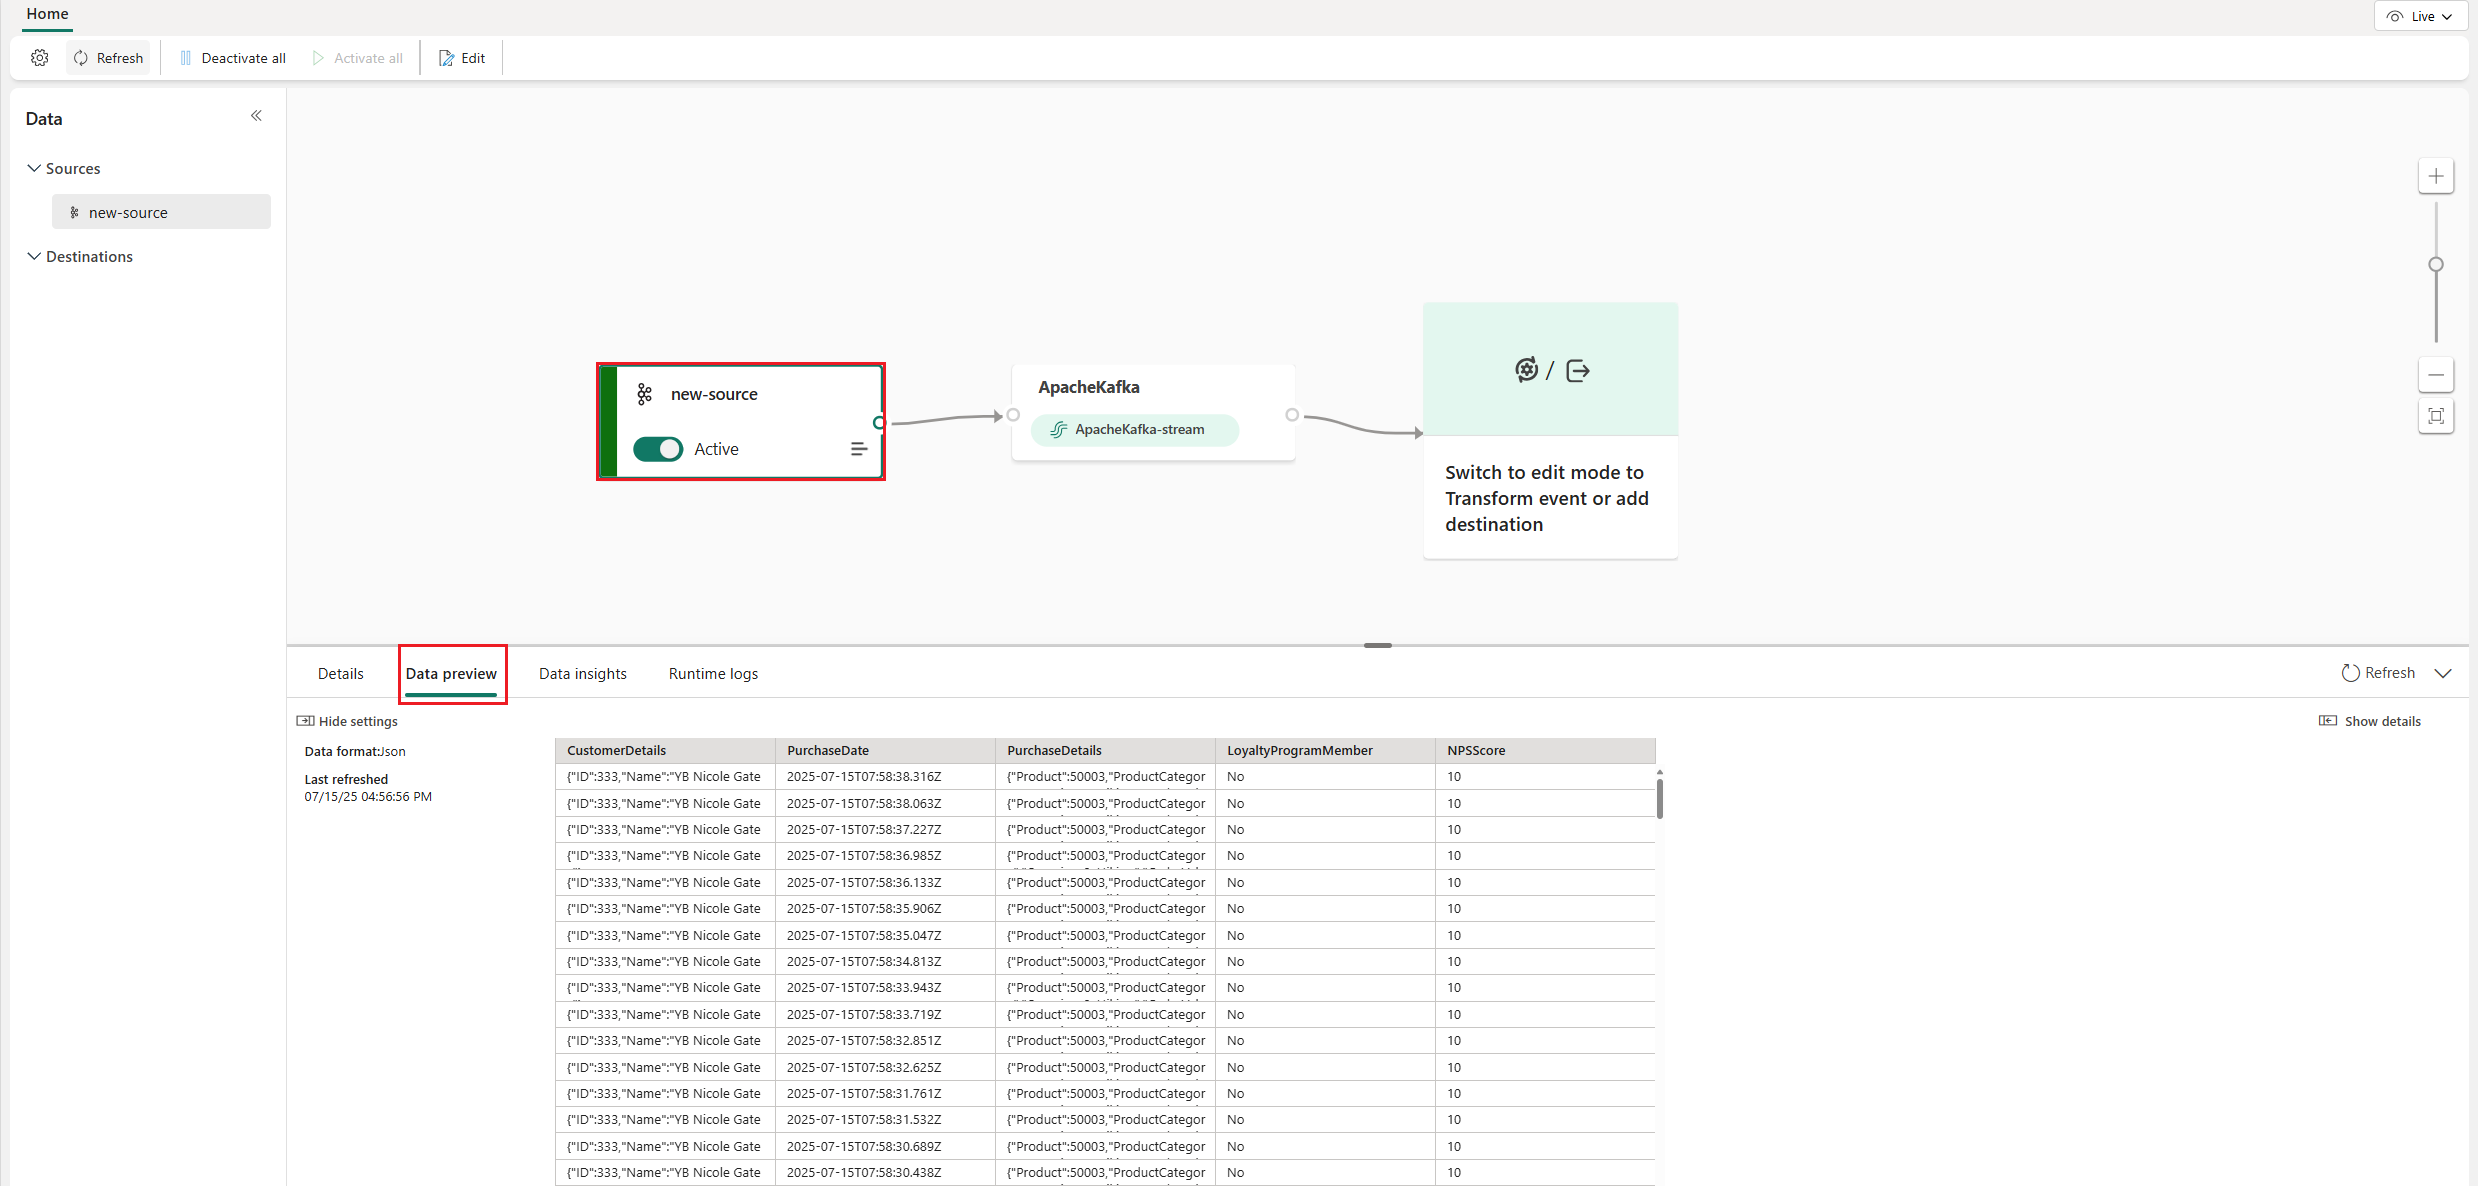 Home
Live
Refresh
Deactivate all
Activate all
Edit
Data
Sources
new-source
Destinations
new-source
Active
ApacheKafka
ApacheKafka-stream
/
Switch to edit mode to
Transform event or add
destination
Details
Data preview
Data insights
Runtime logs
Refresh
Hide settings
Show details
Data format:Json
Last refreshed
07/15/25 04:56:56 PM
CustomerDetails PurchaseDate PurchaseDetails LoyaltyProgramMember NPSScore
{"ID":333,"Name":"YB Nicole Gate 2025-07-15T07:58:38.316Z {"Product":50003,"ProductCategor No 10
{"ID":333,"Name":"YB Nicole Gate 2025-07-15T07:58:38.063Z {"Product":50003,"ProductCategor No 10
{"ID":333,"Name":"YB Nicole Gate 2025-07-15T07:58:37.227Z {"Product":50003,"ProductCategor No 10
{"ID":333,"Name":"YB Nicole Gate 2025-07-15T07:58:36.985Z {"Product":50003,"ProductCategor No 10
{"ID":333,"Name":"YB Nicole Gate 2025-07-15T07:58:36.133Z {"Product":50003,"ProductCategor No 10
{"ID":333,"Name":"YB Nicole Gate 2025-07-15T07:58:35.906Z {"Product":50003,"ProductCategor No 10
{"ID":333,"Name":"YB Nicole Gate 2025-07-15T07:58:35.047Z {"Product":50003,"ProductCategor No 10
{"ID":333,"Name":"YB Nicole Gate 2025-07-15T07:58:34.813Z {"Product":50003,"ProductCategor No 10
{"ID":333,"Name":"YB Nicole Gate 2025-07-15T07:58:33.943Z {"Product":50003,"ProductCategor No 10
{"ID":333,"Name":"YB Nicole Gate 2025-07-15T07:58:33.719Z {"Product":50003,"ProductCategor No 10
{"ID":333,"Name":"YB Nicole Gate 2025-07-15T07:58:32.851Z {"Product":50003,"ProductCategor No 10
{"ID":333,"Name":"YB Nicole Gate 2025-07-15T07:58:32.625Z {"Product":50003,"ProductCategor No 10
{"ID":333,"Name":"YB Nicole Gate 2025-07-15T07:58:31.761Z {"Product":50003,"ProductCategor No 10
{"ID":333,"Name":"YB Nicole Gate 2025-07-15T07:58:31.532Z {"Product":50003,"ProductCategor No 10
{"ID":333,"Name":"YB Nicole Gate 2025-07-15T07:58:30.689Z {"Product":50003,"ProductCategor No 10
{"ID":333,"Name":"YB Nicole Gate 2025-07-15T07:58:30.438Z {"Product":50003,"ProductCategor No 10